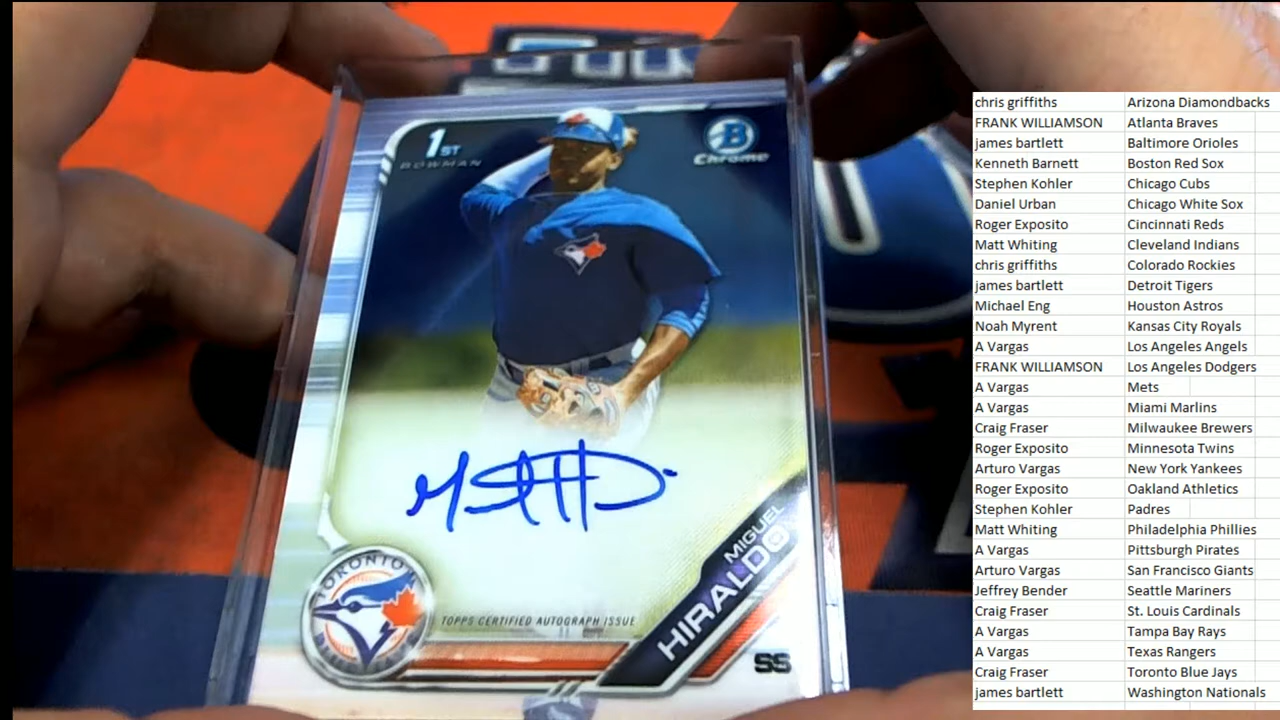 1ST
BOWMAN
B
Chrome
TORONTO
TOPPS CERTIFIED AUTOGRAPH ISSUE
MIGUEL
HIRALDO
SS
chris griffiths Arizona Diamondbacks
FRANK WILLIAMSON Atlanta Braves
james bartlett Baltimore Orioles
Kenneth Barnett Boston Red Sox
Stephen Kohler Chicago Cubs
Daniel Urban Chicago White Sox
Roger Exposito Cincinnati Reds
Matt Whiting Cleveland Indians
chris griffiths Colorado Rockies
james bartlett Detroit Tigers
Michael Eng Houston Astros
Noah Myrent Kansas City Royals
A Vargas Los Angeles Angels
FRANK WILLIAMSON Los Angeles Dodgers
A Vargas Mets
A Vargas Miami Marlins
Craig Fraser Milwaukee Brewers
Roger Exposito Minnesota Twins
Arturo Vargas New York Yankees
Roger Exposito Oakland Athletics
Stephen Kohler Padres
Matt Whiting Philadelphia Phillies
A Vargas Pittsburgh Pirates
Arturo Vargas San Francisco Giants
Jeffrey Bender Seattle Mariners
Craig Fraser St. Louis Cardinals
A Vargas Tampa Bay Rays
A Vargas Texas Rangers
Craig Fraser Toronto Blue Jays
james bartlett Washington Nationals